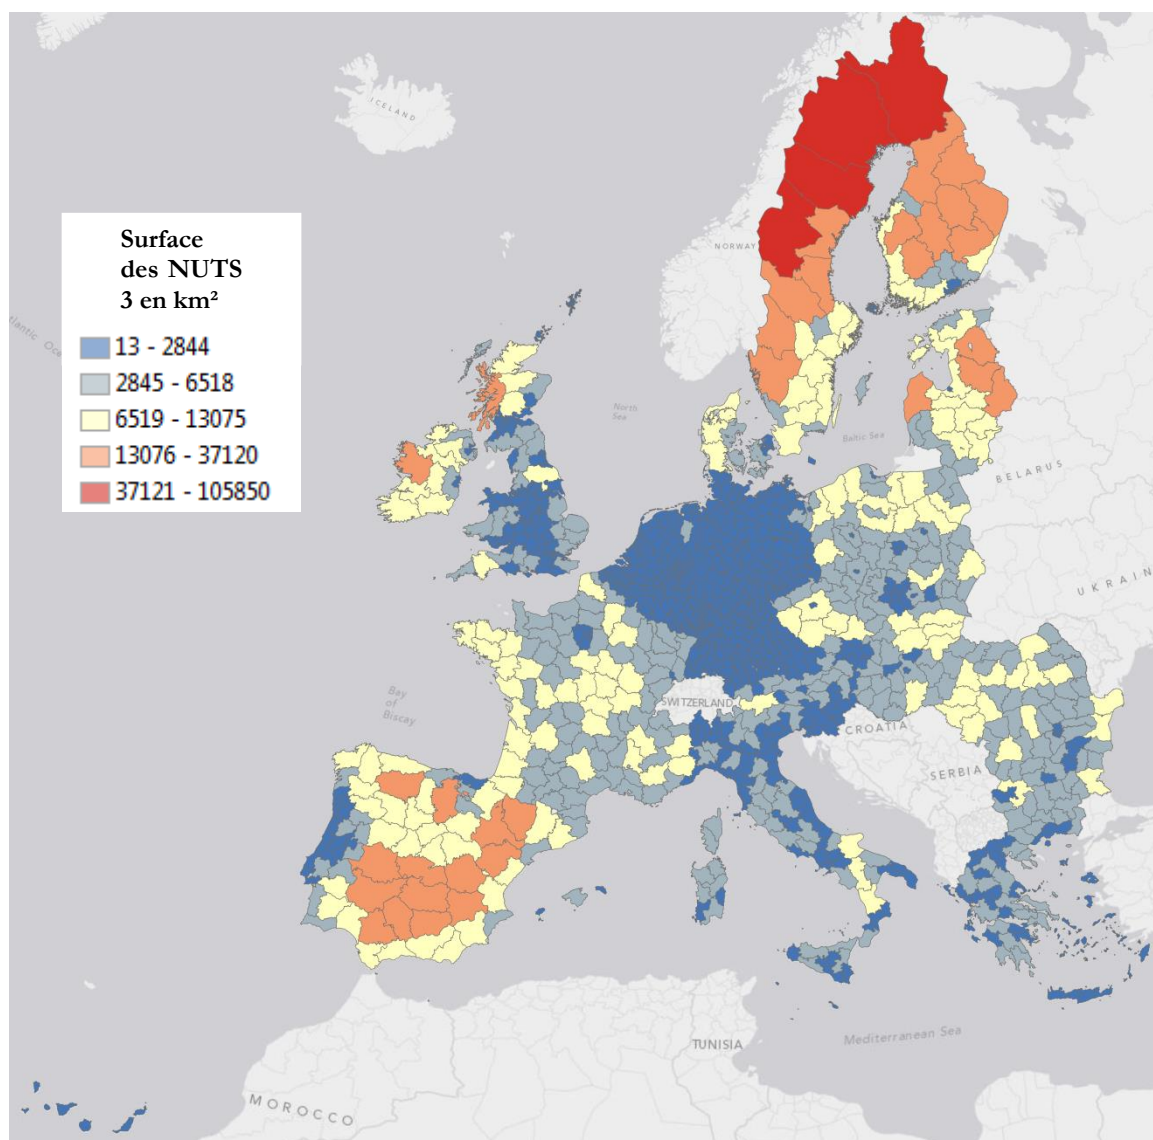 ICELAND
Surface
des NUTS
3 en km²
13 - 2844
2845 - 6518
6519 - 13075
13076 - 37120
37121 - 105850
NORWAY
North
Sea
Baltic Sea
BELARUS
UKRAIN
Bay
of
Biscay
SWITZERLAND
CROATIA
SERBIA
TUNISIA
Mediterranean Sea
MOROCCO